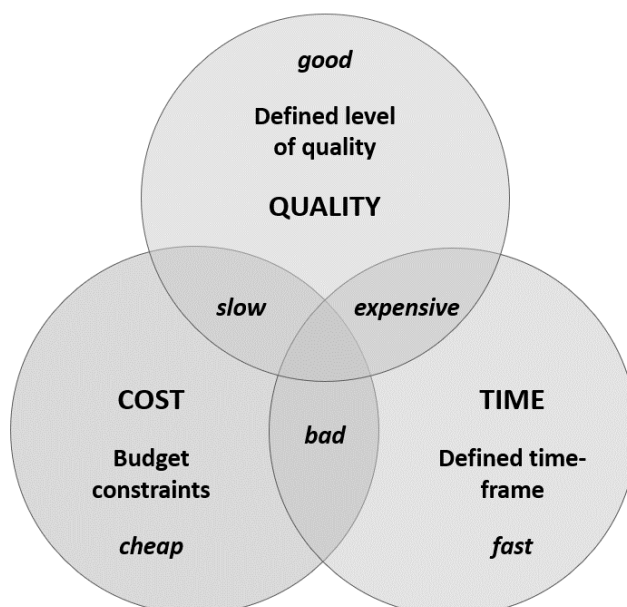 good
Defined level
of quality
QUALITY
slow
expensive
COST
TIME
bad
Budget
constraints
Defined time-
frame
cheap
fast